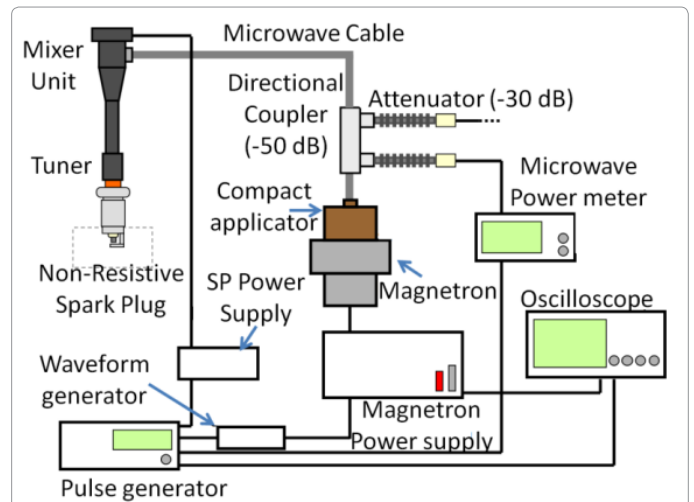 Microwave Cable
Mixer
Unit
Directional
Coupler
(-50 dB)
Attenuator (-30 dB)
Tuner
Microwave
Power meter
Compact
applicator
Non-Resistive
Spark Plug
SP Power
Supply
Magnetron
Oscilloscope
Waveform
generator
Magnetron
Power supply
Pulse generator